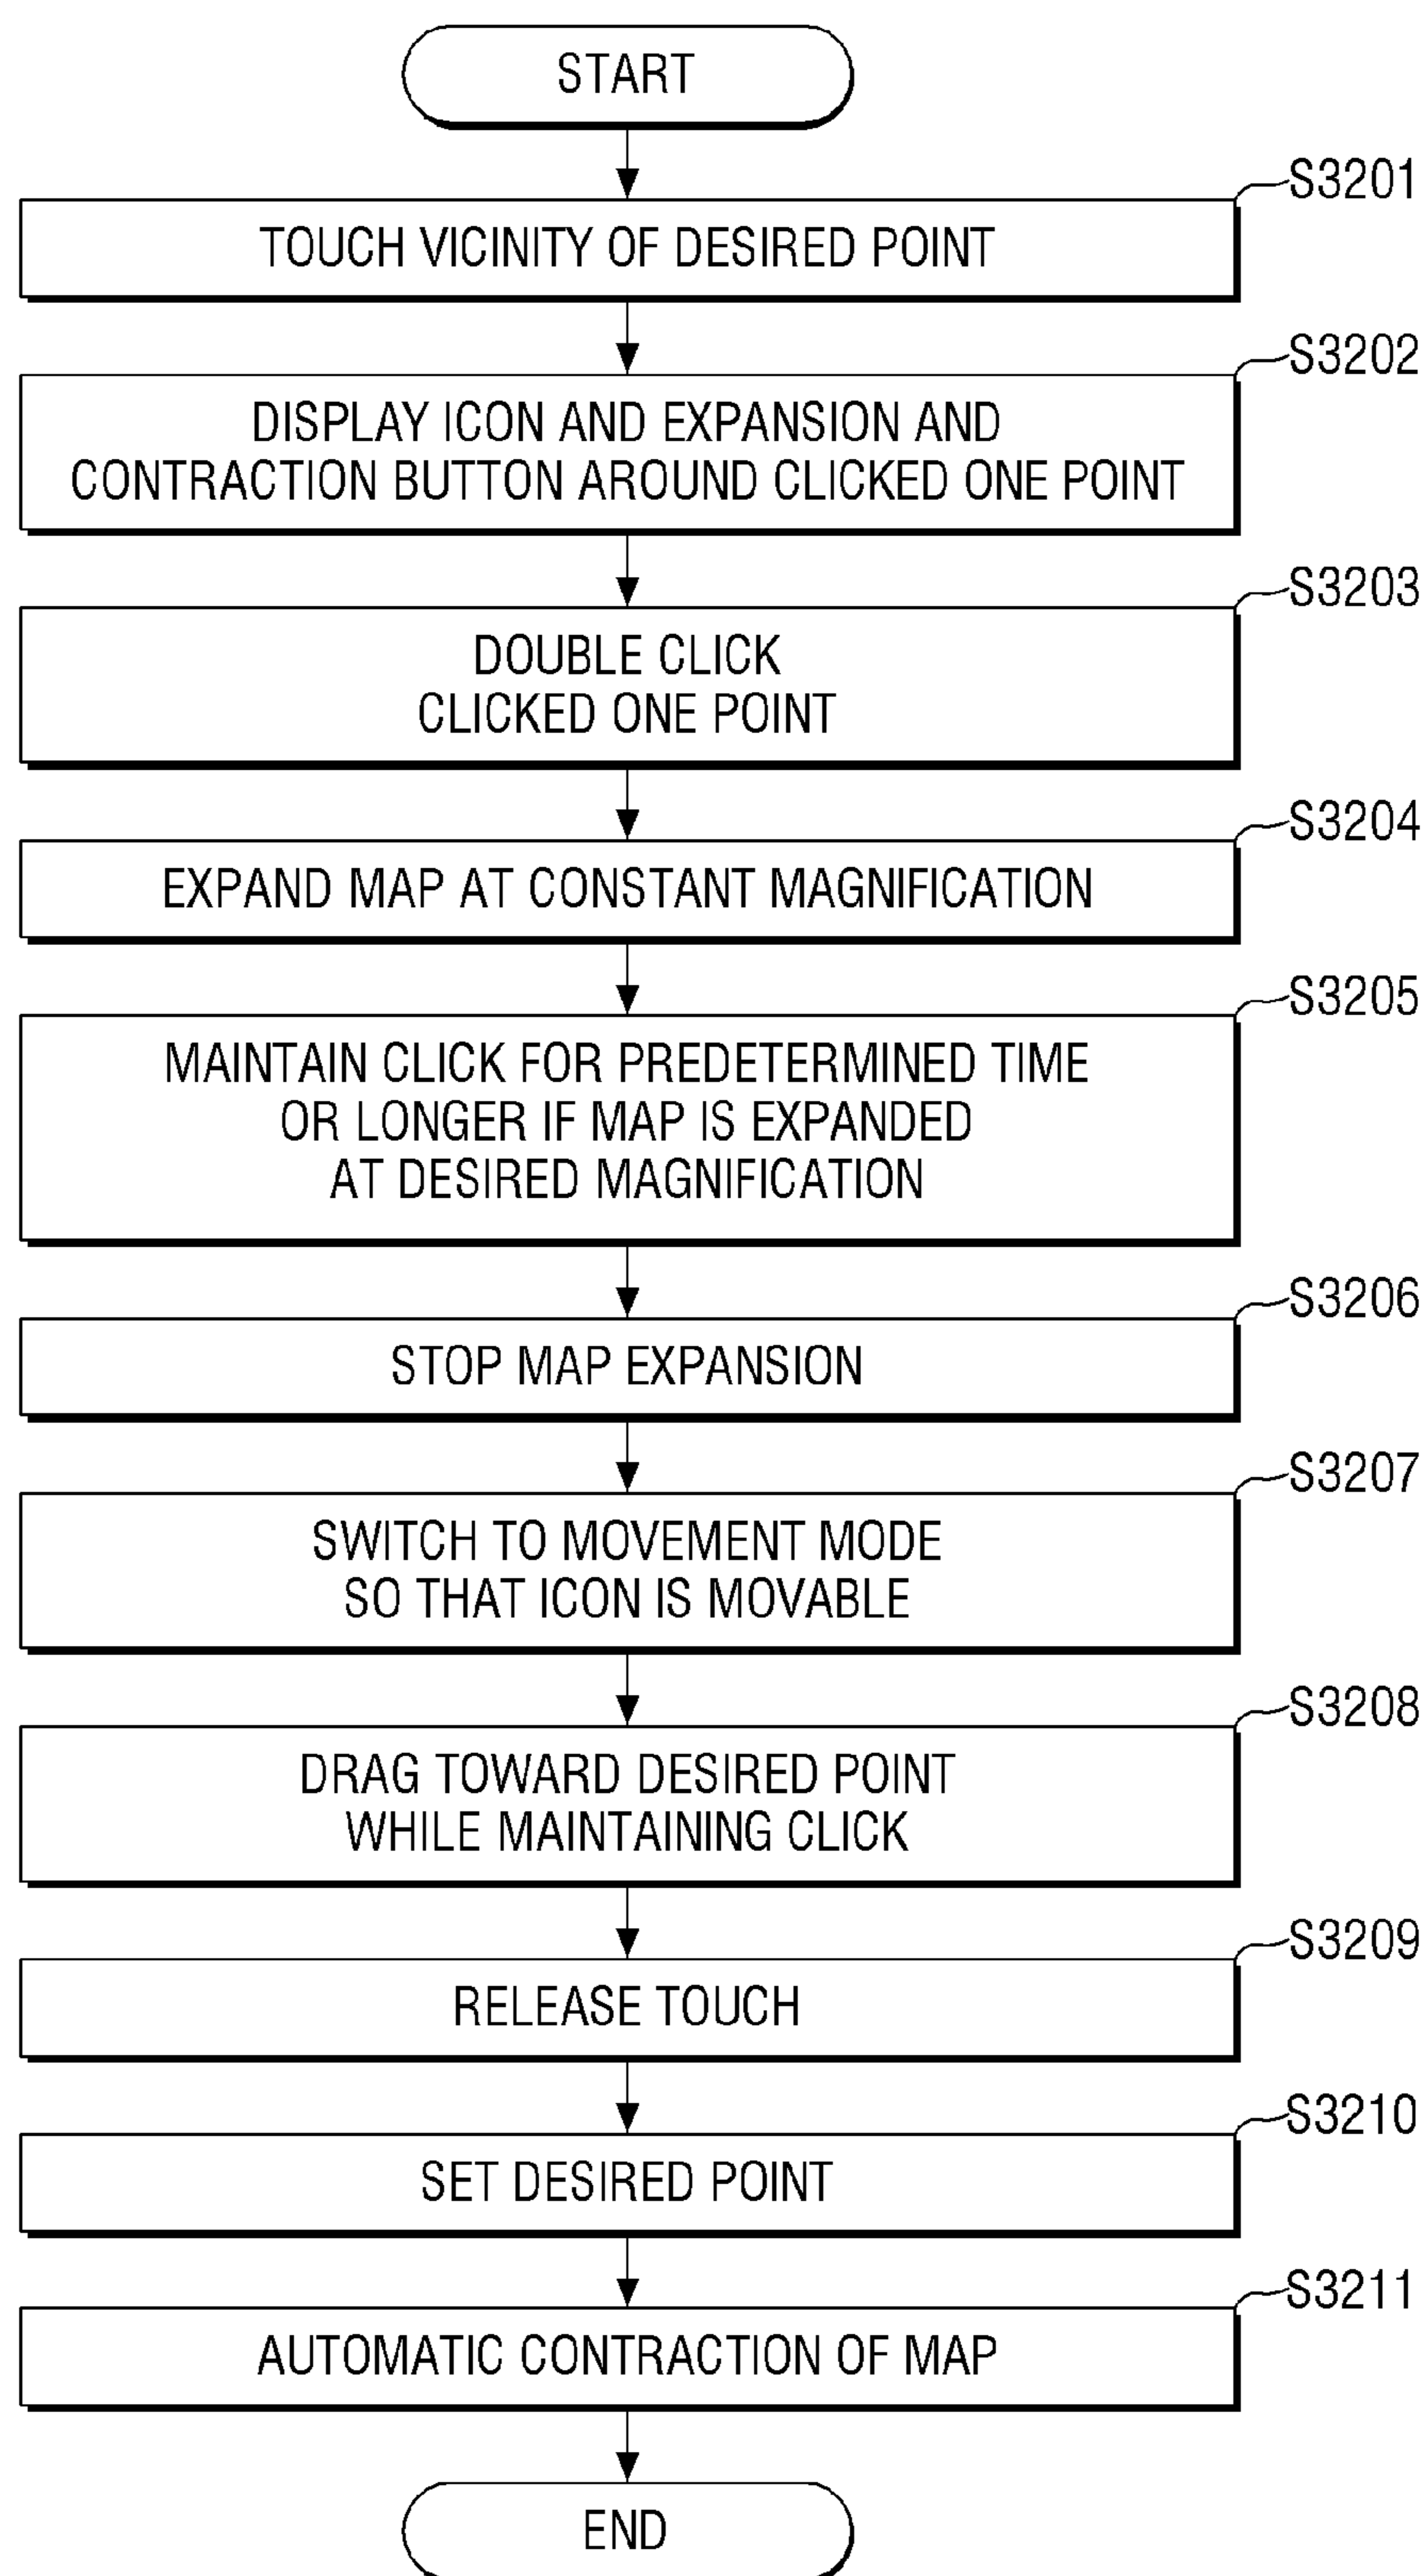 START
S3201
TOUCH VICINITY OF DESIRED POINT
S3202
DISPLAY ICON AND EXPANSION AND
CONTRACTION BUTTON AROUND CLICKED ONE POINT
S3203
DOUBLE CLICK
CLICKED ONE POINT
S3204
EXPAND MAP AT CONSTANT MAGNIFICATION
S3205
MAINTAIN CLICK FOR PREDETERMINED TIME
OR LONGER IF MAP IS EXPANDED
AT DESIRED MAGNIFICATION
S3206
STOP MAP EXPANSION
S3207
SWITCH TO MOVEMENT MODE
SO THAT ICON IS MOVABLE
S3208
DRAG TOWARD DESIRED POINT
WHILE MAINTAINING CLICK
S3209
RELEASE TOUCH
S3210
SET DESIRED POINT
S3211
AUTOMATIC CONTRACTION OF MAP
END